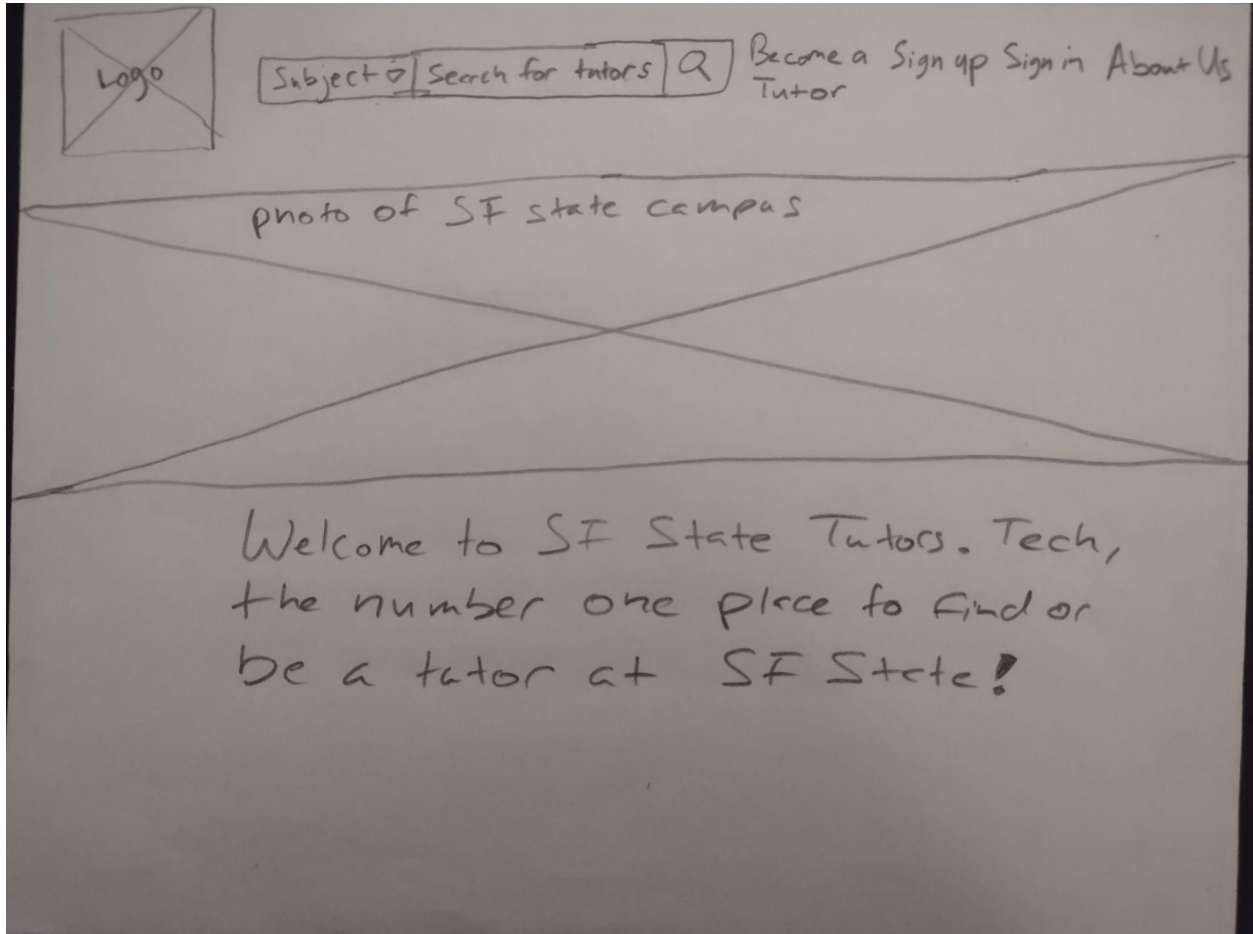 Logo
Subject Search for tutors Become a Sign up Sign in About Us
Tutor
photo of SF state campus
Welcome to SF State Tutors. Tech,
the number one place to find or
be a tutor at SF State!